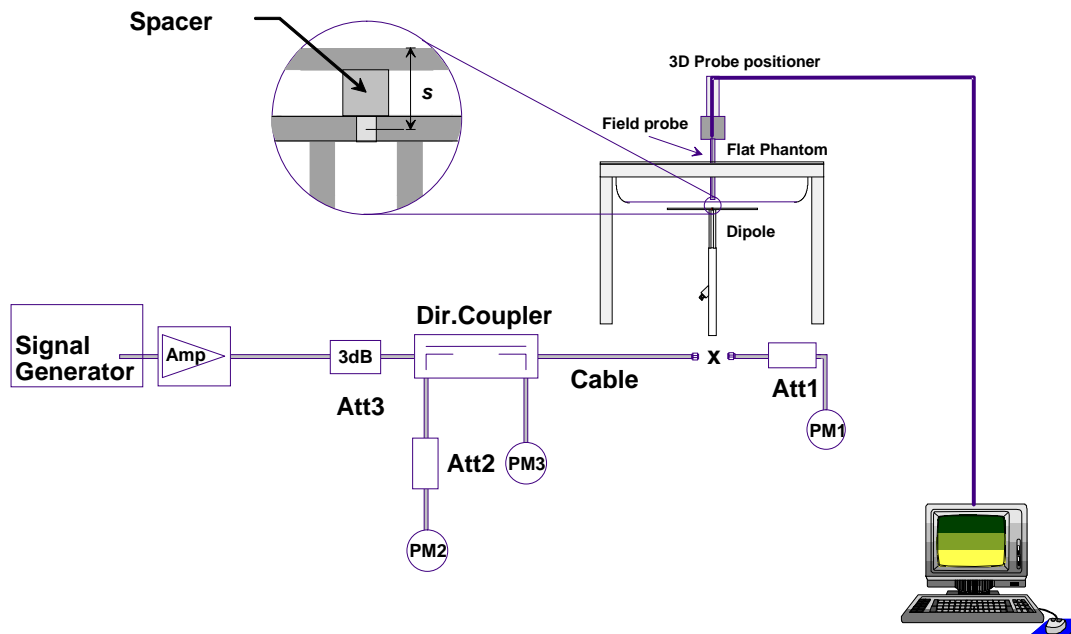 Spacer
s
3D Probe positioner
Field probe
Flat Phantom
Dipole
Dir.Coupler
Signal
Generator
Amp
3dB
Att3
Cable
x
Att1
PM1
Att2
PM3
PM2